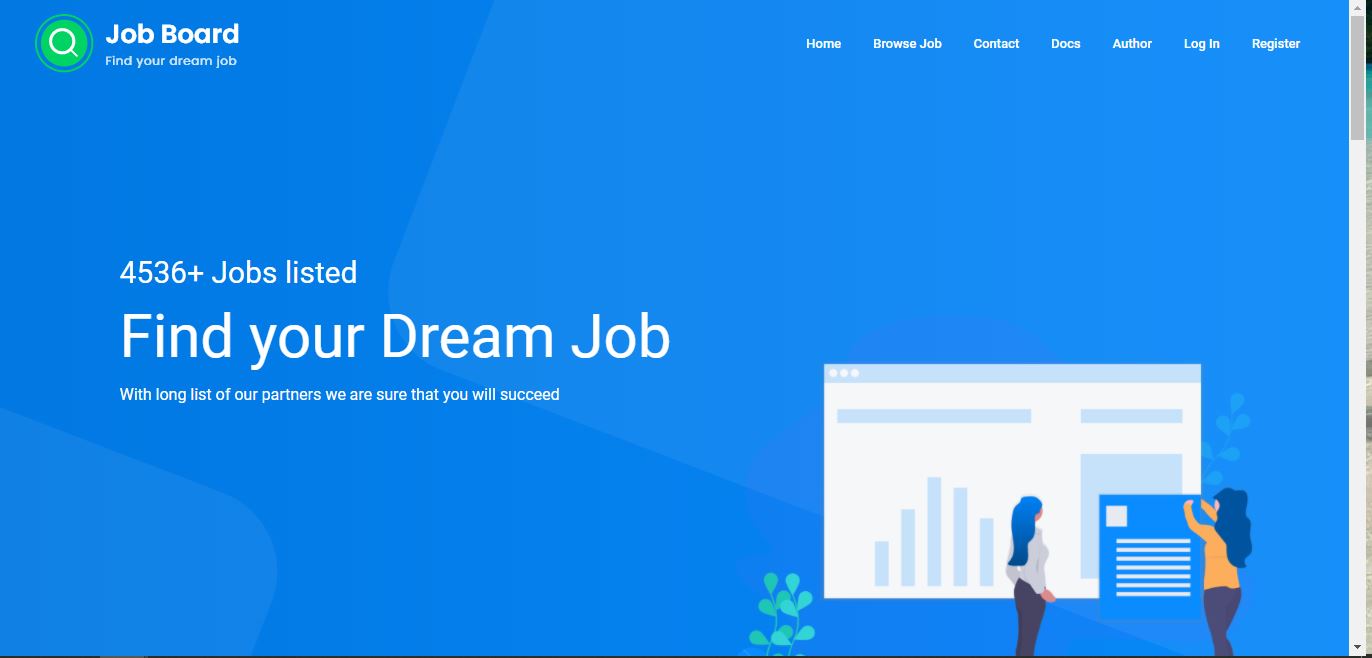 Job Board
Find your dream job
Home Browse Job Contact Docs Author Log In Register
4536+ Jobs listed
Find your Dream Job
With long list of our partners we are sure that you will succeed